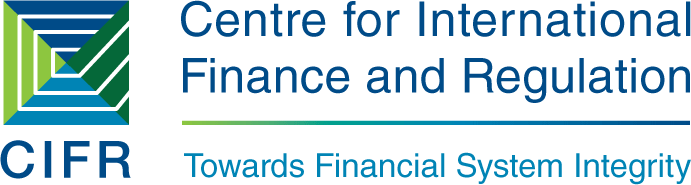 Centre for International
Finance and Regulation
CIFR
Towards Financial System Integrity